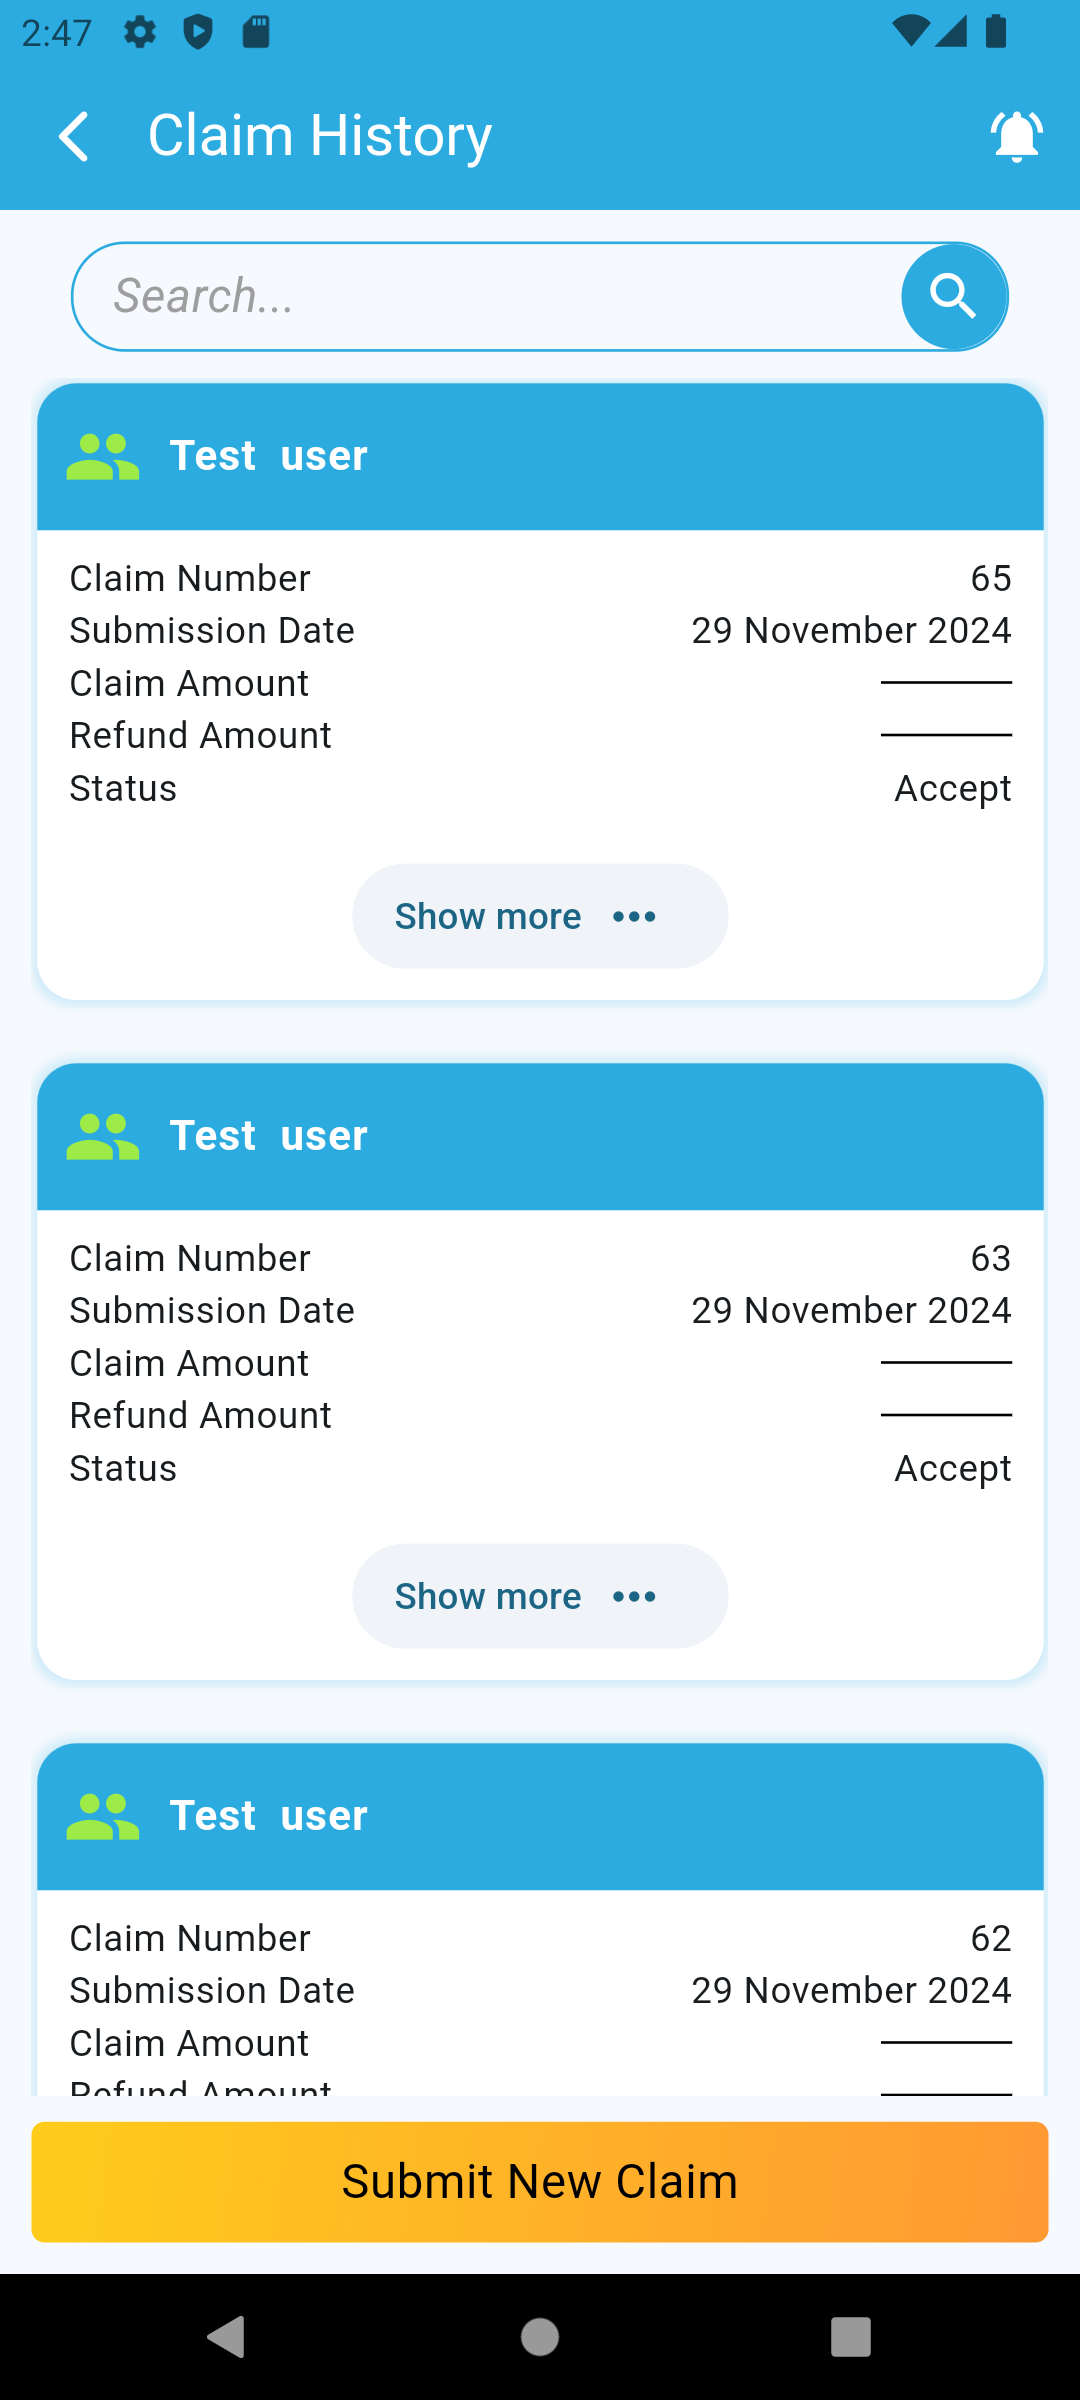 2:47
Claim History
Search...
Test user
Claim Number 65
Submission Date 29 November 2024
Claim Amount
Refund Amount
Status Accept
Show more
Test user
Claim Number 63
Submission Date 29 November 2024
Claim Amount
Refund Amount
Status Accept
Show more
Test user
Claim Number 62
Submission Date 29 November 2024
Claim Amount
Refund Amount
Submit New Claim